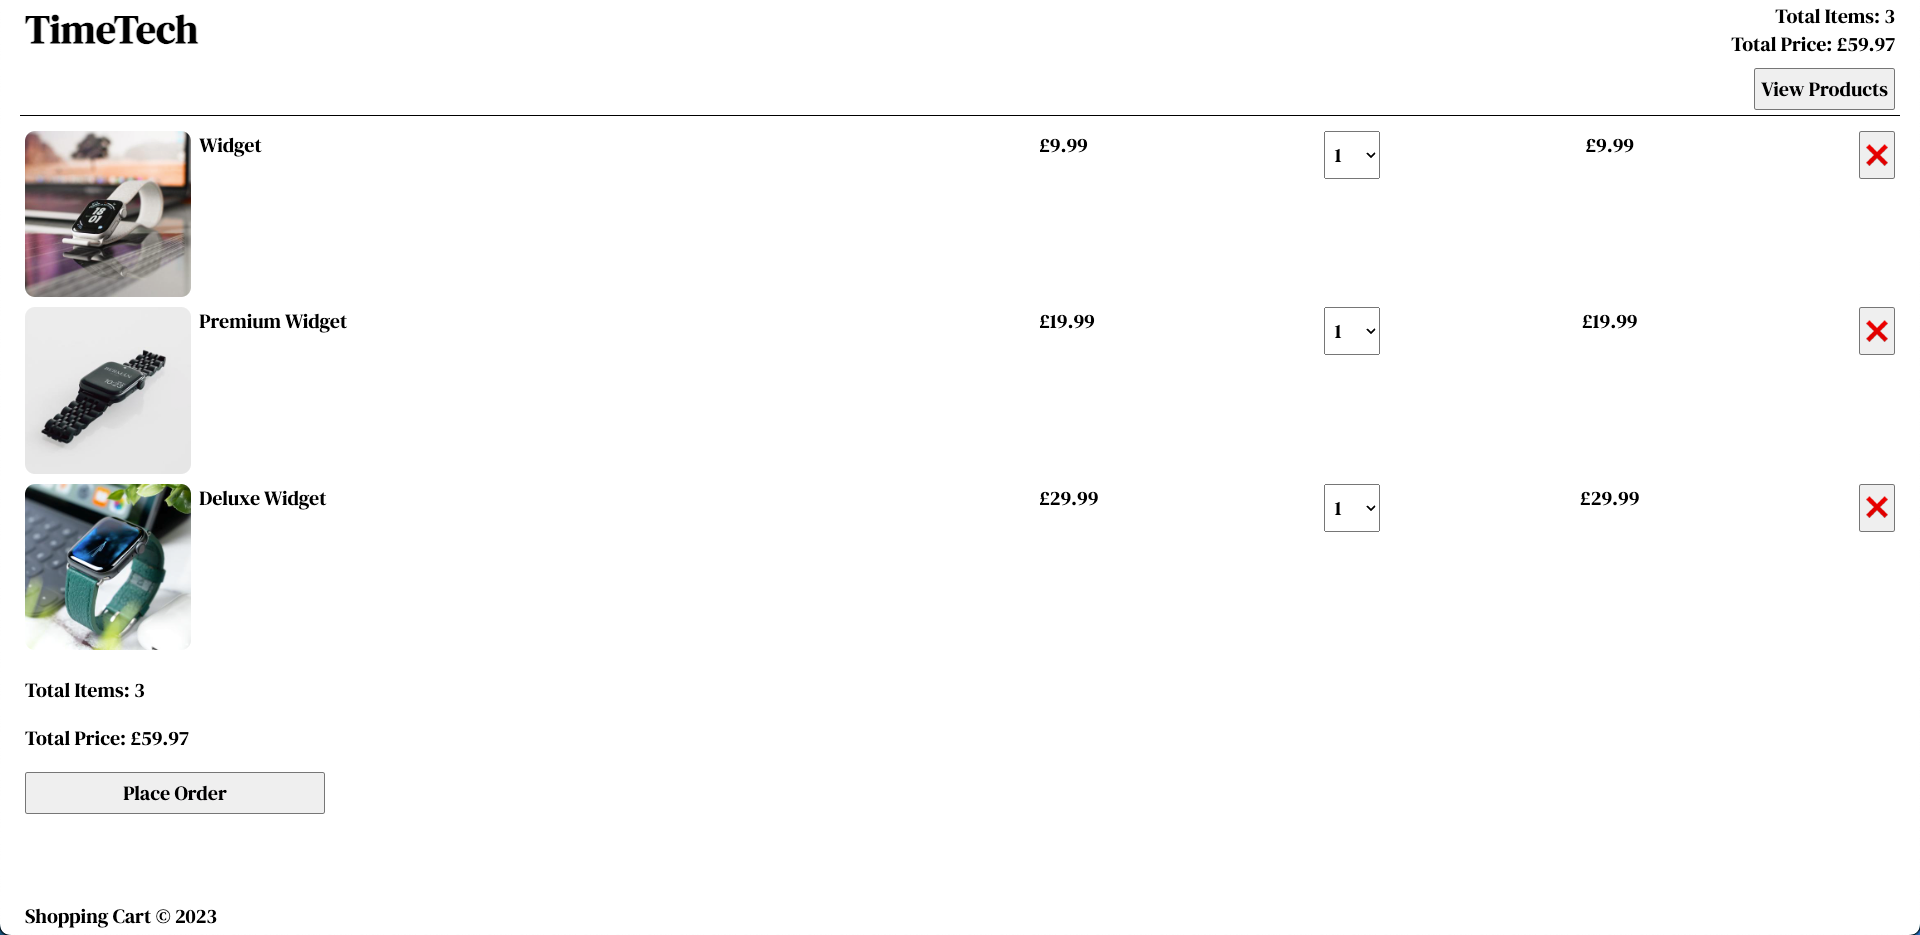 TimeTech
Total Items: 3
Total Price: £59.97
View Products
Widget £9.99 1 £9.99
Premium Widget £19.99 1 £19.99
Deluxe Widget £29.99 1 £29.99
Total Items: 3
Total Price: £59.97
Place Order
Shopping Cart © 2023